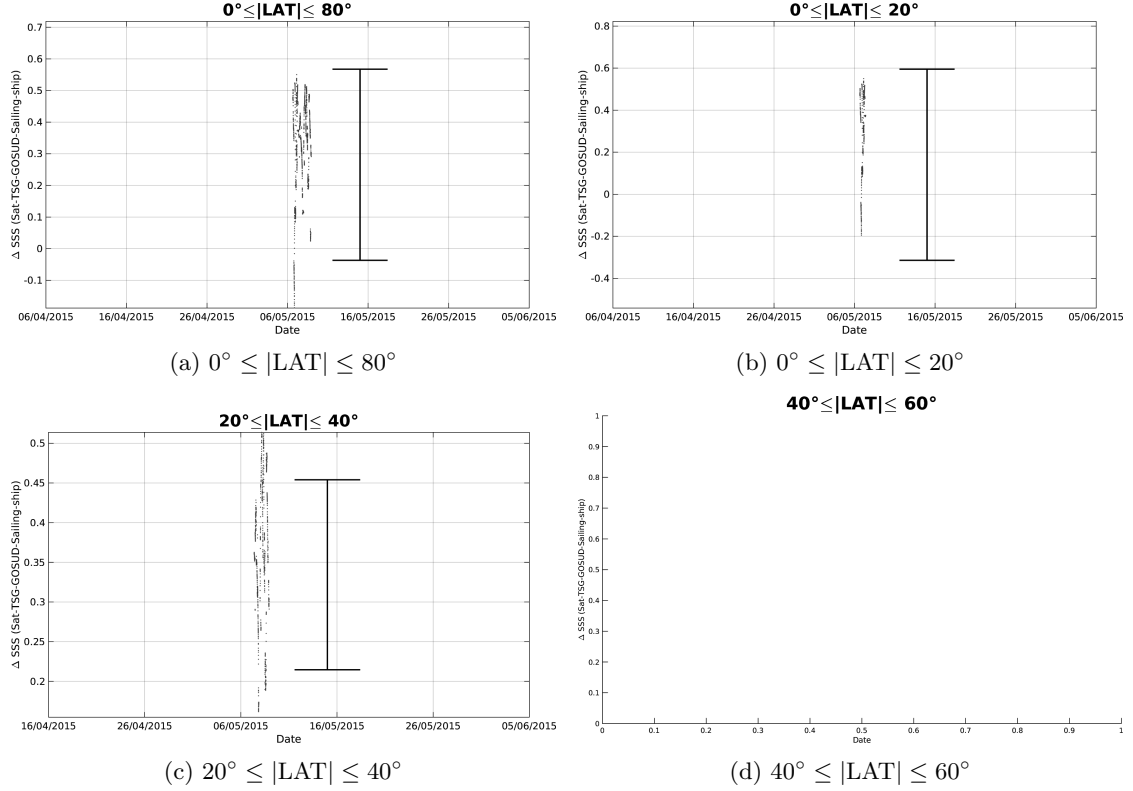 0°≤|LAT|≤ 80°
0.7
0.6
0.5
0.4
0.3
0.2
0.1
0
-0.1
Δ SSS (Sat-TSG-GOSUD-Sailing-ship)
06/04/2015 16/04/2015 26/04/2015 06/05/2015 16/05/2015 26/05/2015 05/06/2015
Date
(a) 0° ≤ |LAT| ≤ 80°
0°≤|LAT|≤ 20°
0.8
0.6
0.4
0.2
0
-0.2
-0.4
Δ SSS (Sat-TSG-GOSUD-Sailing-ship)
06/04/2015 16/04/2015 26/04/2015 06/05/2015 16/05/2015 26/05/2015 05/06/2015
Date
(b) 0° ≤ |LAT| ≤ 20°
20°≤|LAT|≤ 40°
0.5
0.45
0.4
0.35
0.3
0.25
0.2
Δ SSS (Sat-TSG-GOSUD-Sailing-ship)
16/04/2015 26/04/2015 06/05/2015 16/05/2015 26/05/2015 05/06/2015
Date
(c) 20° ≤ |LAT| ≤ 40°
40°≤|LAT|≤ 60°
1
0.9
0.8
0.7
0.6
0.5
0.4
0.3
0.2
0.1
0
Δ SSS (Sat-TSG-GOSUD-Sailing-ship)
0 0.1 0.2 0.3 0.4 0.5 0.6 0.7 0.8 0.9 1
Date
(d) 40° ≤ |LAT| ≤ 60°